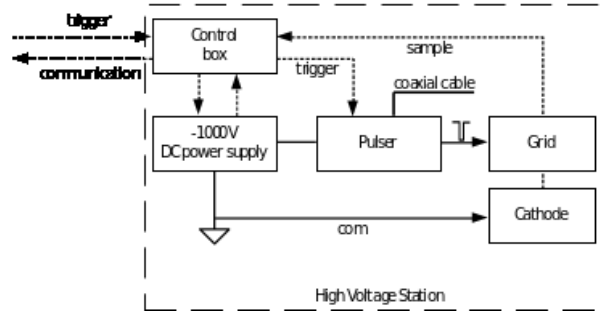 trigger
communication
Control
box
sample
trigger
coaxial cable
-1000V
DC power supply
Pulser
Grid
Cathode
com
High Voltage Station